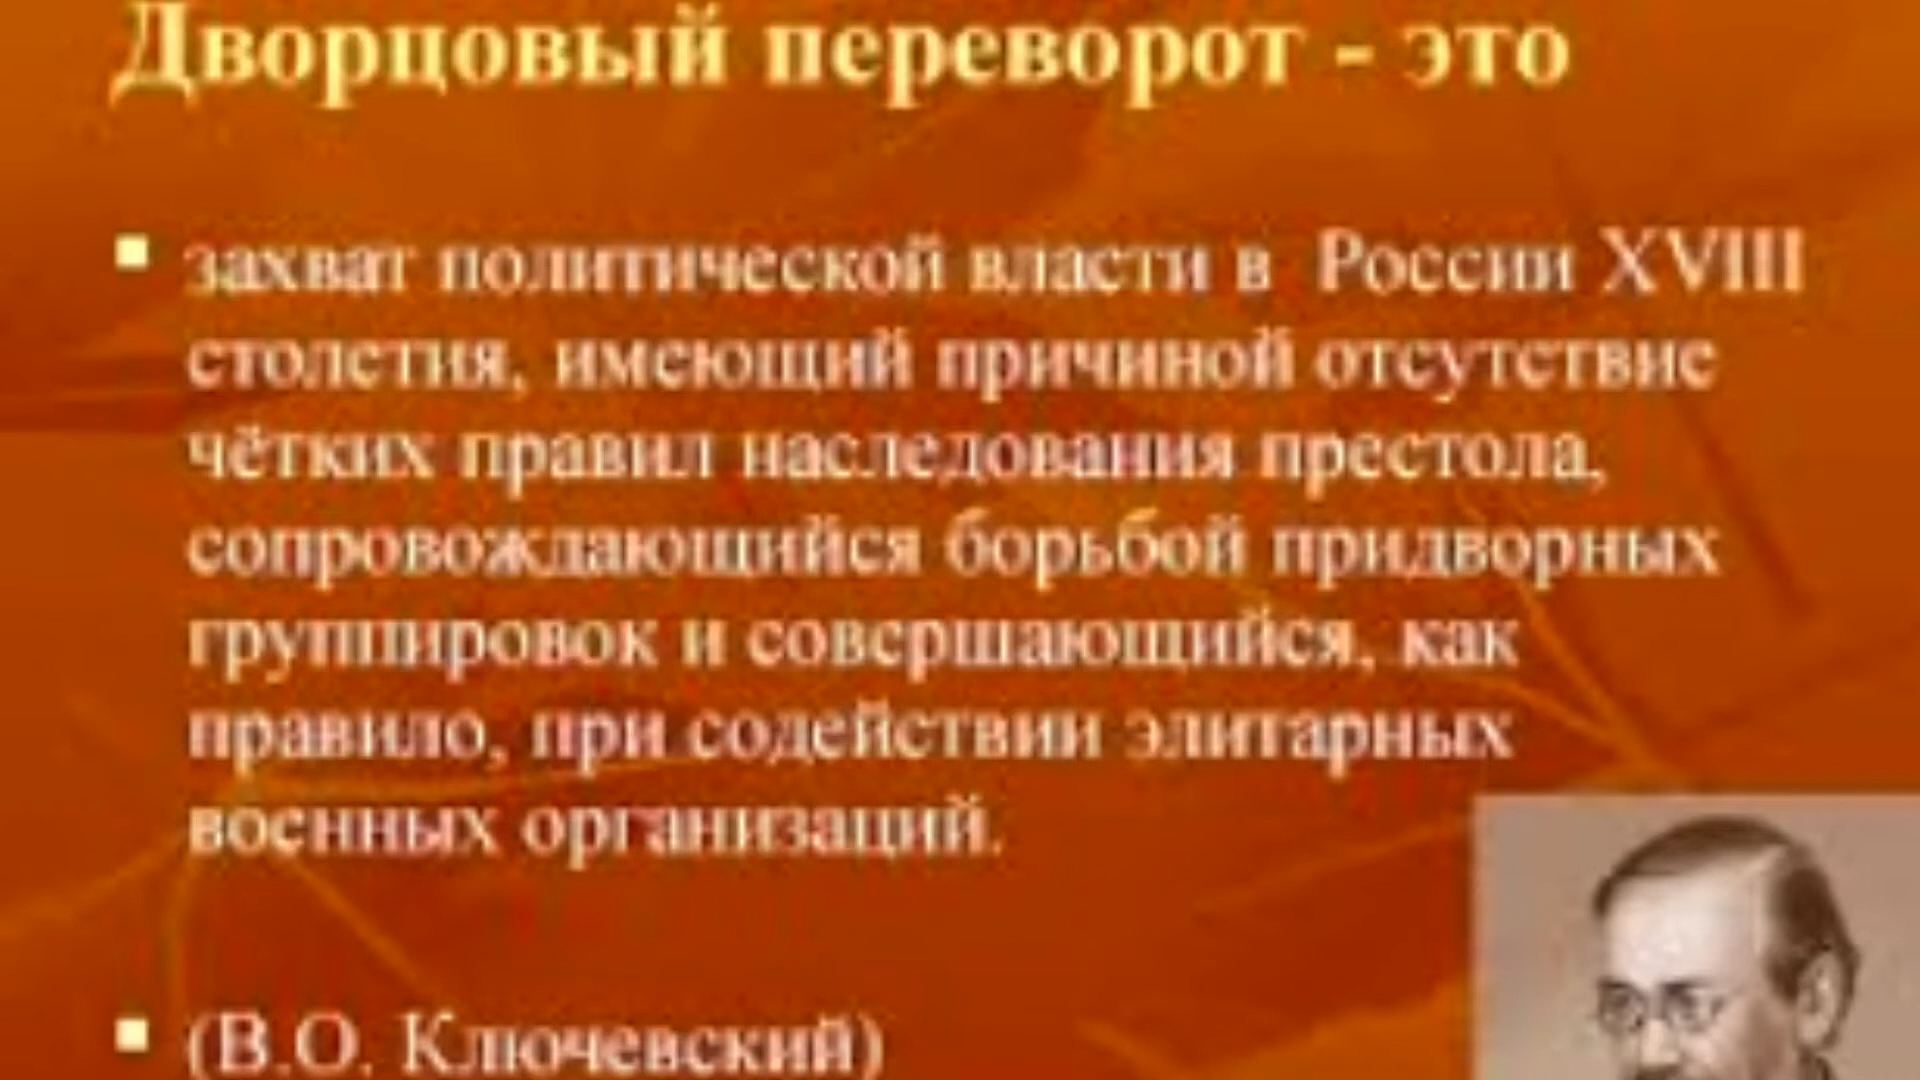 Дворцовый переворот - это
захват политической власти в России XVIII
столетия, имеющий причиной отсутствие
чётких правил наследования престола,
сопровождающийся борьбой придворных
группировок и совершающийся, как
правило, при содействии элитарных
военных организаций.
(В.О. Ключевский)